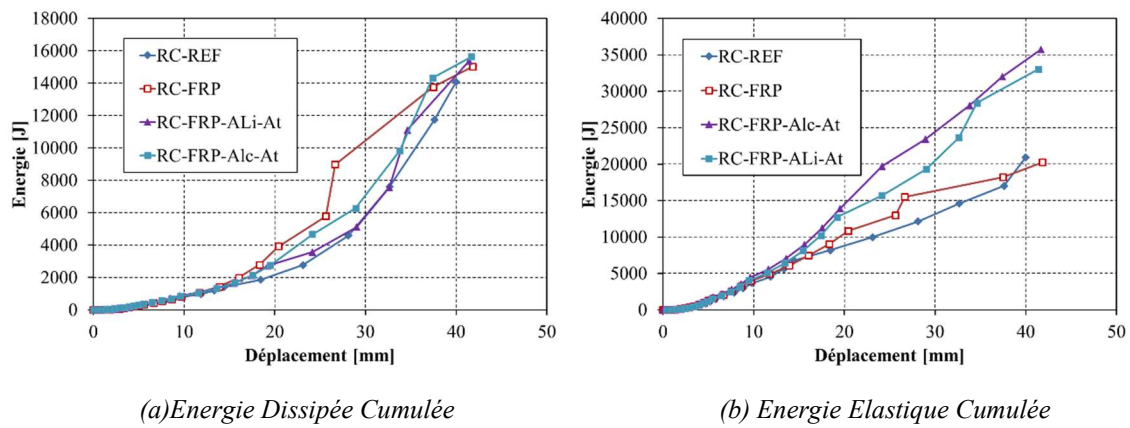 18000
16000
14000
12000
10000
8000
6000
4000
2000
0
Energie [J]
RC-REF
RC-FRP
RC-FRP-ALi-At
RC-FRP-Alc-At
0 10 20 30 40 50
Déplacement [mm]
(a)Energie Dissipée Cumulée
40000
35000
30000
25000
20000
15000
10000
5000
0
Energie [J]
RC-REF
RC-FRP
RC-FRP-Alc-At
RC-FRP-ALi-At
0 10 20 30 40 50
Déplacement [mm]
(b) Energie Elastique Cumulée